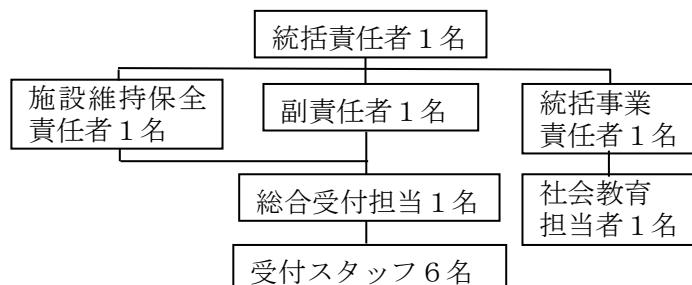 統括責任者１名
施設維持保全
責任者１名
副責任者１名
統括事業
責任者１名
総合受付担当１名
社会教育
担当者１名
受付スタッフ６名